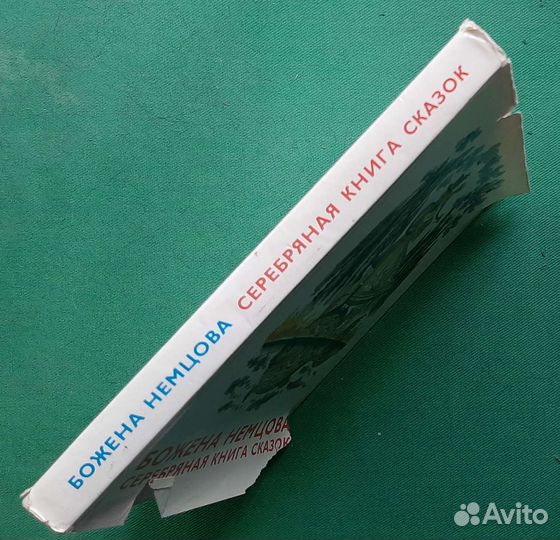 БОЖЕНА НЕМЦОВА СЕРЕБРЯНАЯ КНИГА СКАЗОК
БОЖЕНА НЕМЦОВА
СЕРЕБРЯНАЯ КНИГА СКАЗОК
Avito